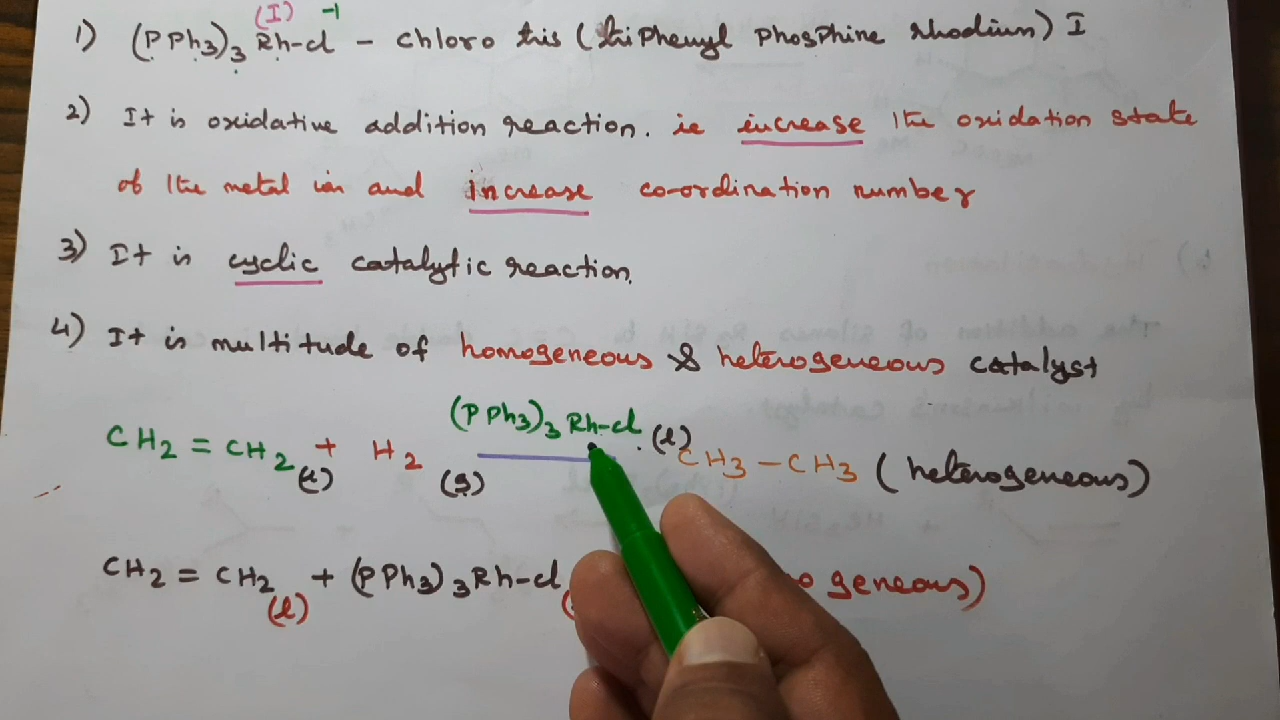 (I) -1
1) (PPh3)3 Rh-cl - chloro tris (triphenyl phosphine rhodium) I
2) It is oxidative addition reaction. ie increase the oxidation state
of the metal ion and increase co-ordination number
3) It is cyclic catalytic reaction.
4) It is multitude of homogeneous & heterogeneous catalyst
(PPh3)3 Rh-cl (l)
CH2 = CH2 (l) + H2 (g) CH3 - CH3 (heterogeneous)
CH2 = CH2 (l) + (PPh3)3 Rh-cl geneous)